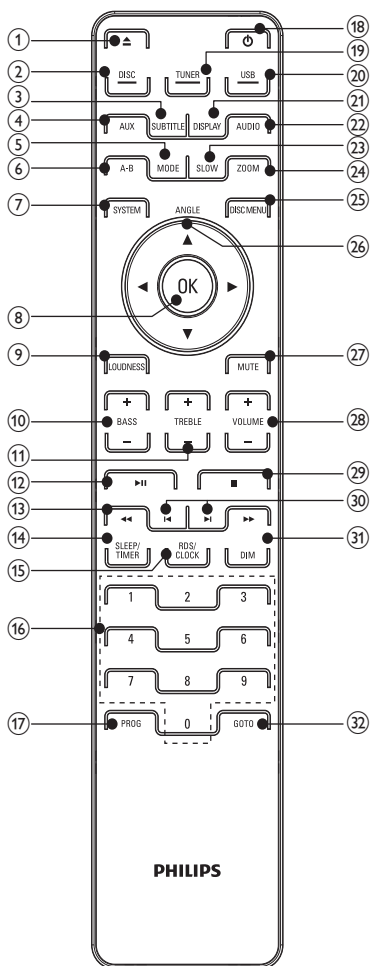 ① ⑱
⑲
② DISC TUNER USB ⑳
③ ㉑
④ AUX SUBTITLE DISPLAY AUDIO ㉒
⑤ ㉓
⑥ A-B MODE SLOW ZOOM ㉔
⑦ SYSTEM ANGLE DISC MENU ㉕
㉖
⑧ OK
⑨ LOUDNESS MUTE ㉗
+ + +
⑩ BASS TREBLE VOLUME ㉘
− − −
⑪
⑫ ㉙
⑬ ㉚
⑭ SLEEP/ RDS/ DIM ㉛
TIMER CLOCK
⑮
1 2 3
⑯ 4 5 6
7 8 9
⑰ PROG 0 GOTO ㉜
PHILIPS